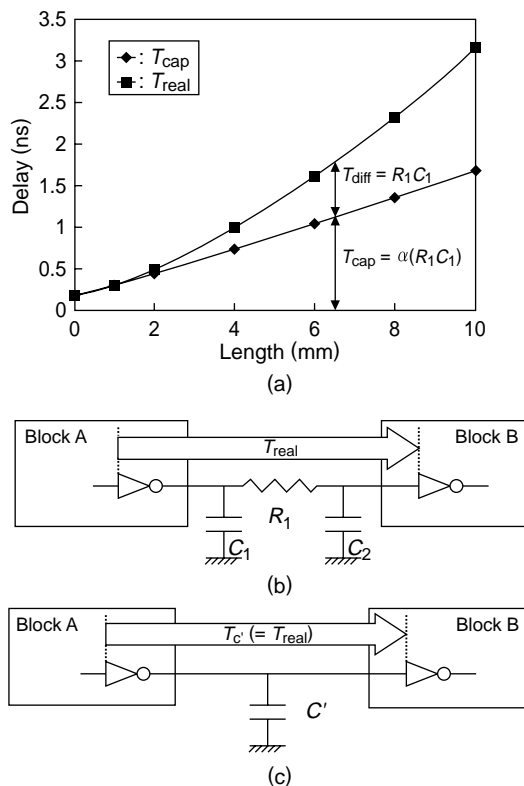 3.5
3
2.5
2
1.5
1
0.5
0
Delay (ns)
: Tcap
: Treal
Tdiff = R1C1
Tcap = α(R1C1)
0 2 4 6 8 10
Length (mm)
(a)
Block A
Block B
Treal
R1
C1
C2
(b)
Block A
Block B
Tc' (= Treal)
C'
(c)